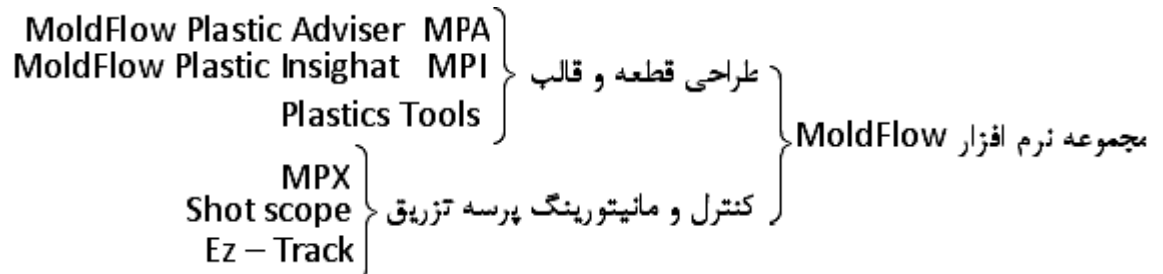 مجموعه نرم افزار MoldFlow
طراحی قطعه و قالب
MoldFlow Plastic Adviser MPA
MoldFlow Plastic Insighat MPI
Plastics Tools
کنترل و مانیتورینگ پرسه تزریق
MPX
Shot scope
Ez – Track